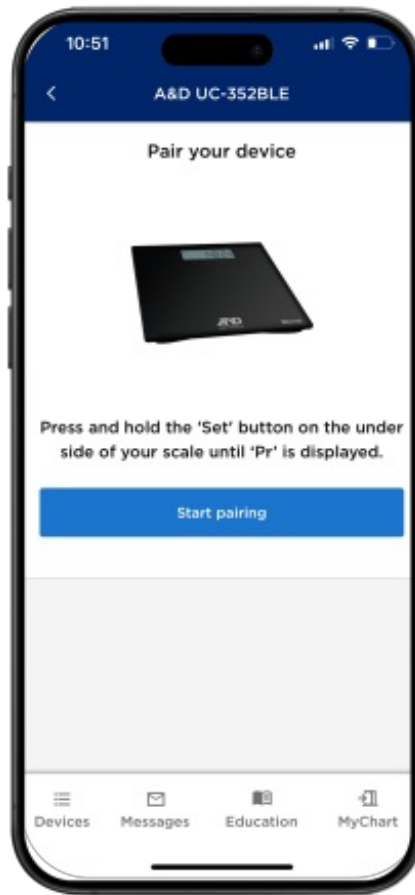 10:51
A&D UC-352BLE
Pair your device
AND
Press and hold the 'Set' button on the under
side of your scale until 'Pr' is displayed.
Start pairing
Devices Messages Education MyChart